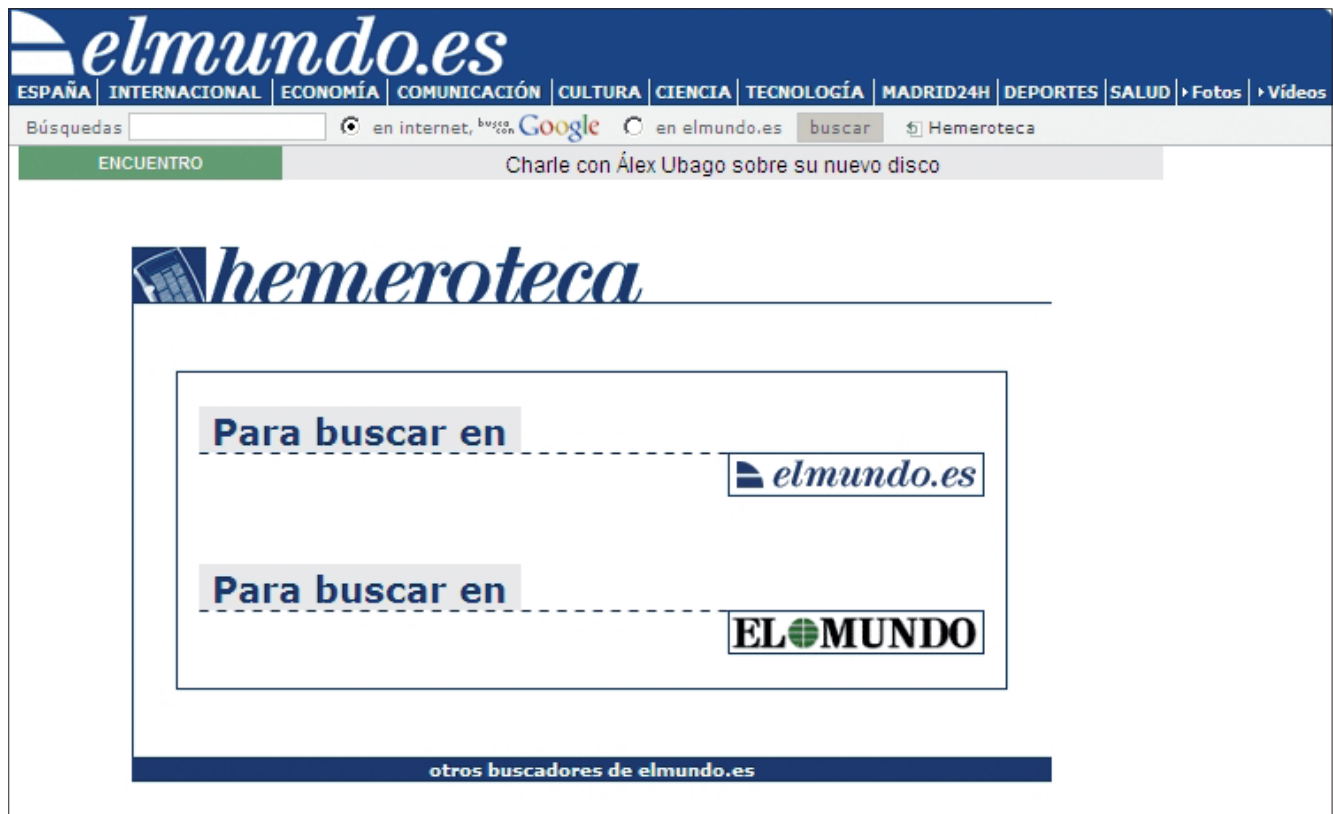 elmundo.es
ESPAÑA INTERNACIONAL ECONOMÍA COMUNICACIÓN CULTURA CIENCIA TECNOLOGÍA MADRID24H DEPORTES SALUD Fotos Vídeos
Búsquedas en internet, busca con Google en elmundo.es buscar Hemeroteca
ENCUENTRO Charle con Álex Ubago sobre su nuevo disco
hemeroteca
Para buscar en
elmundo.es
Para buscar en
EL MUNDO
otros buscadores de elmundo.es